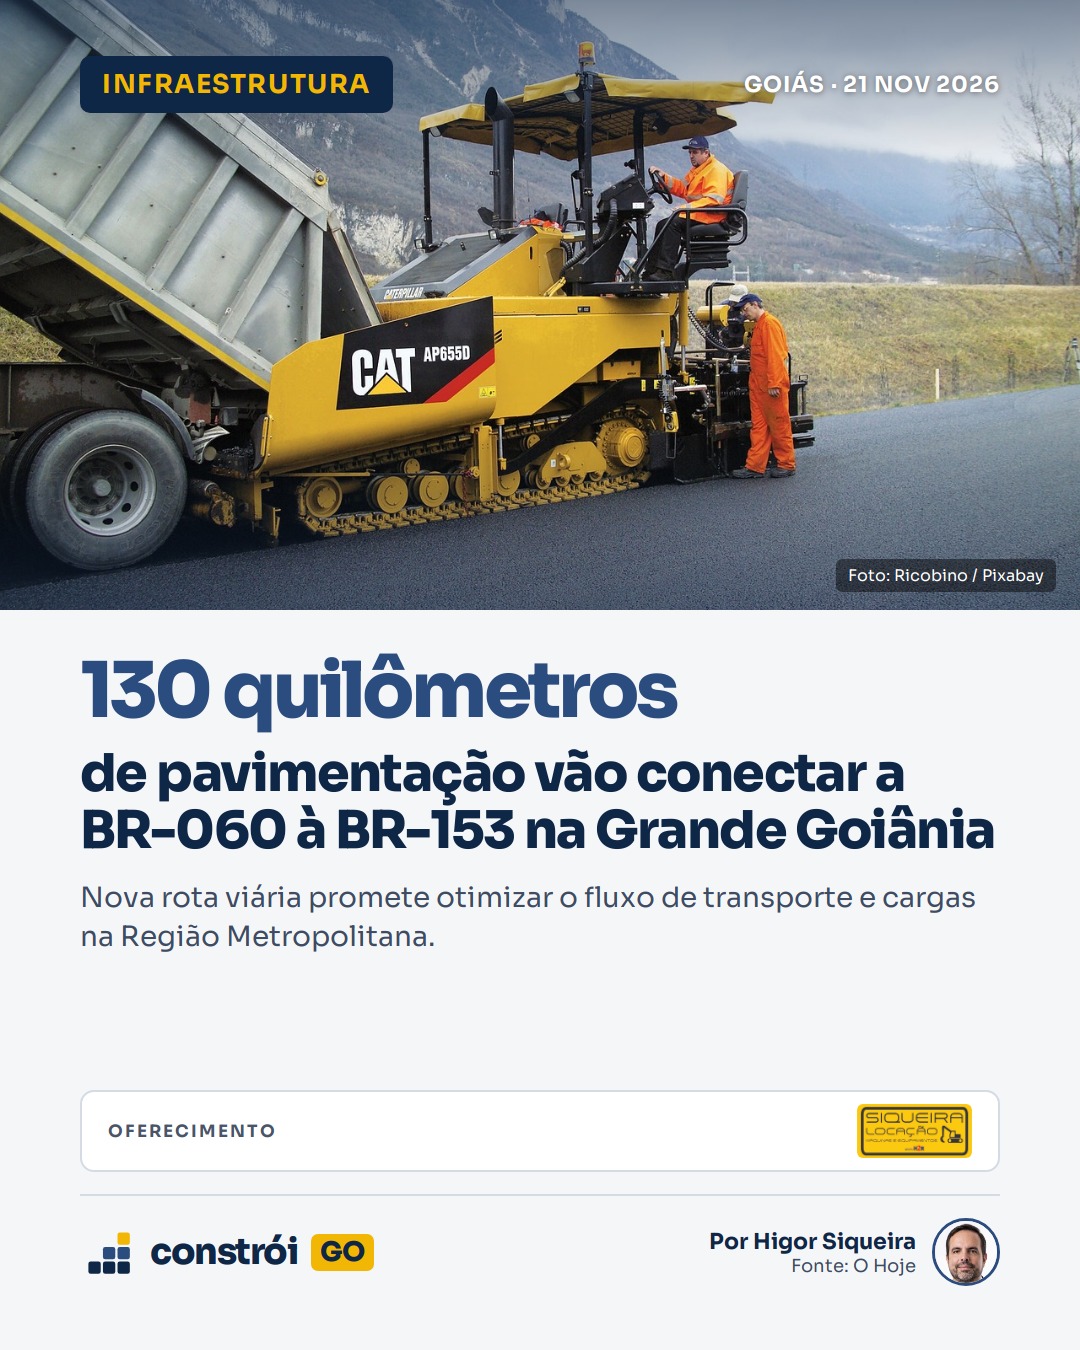 INFRAESTRUTURA
GOIÁS · 21 NOV 2026
CATERPILLAR
CAT AP655D
Foto: Ricobino / Pixabay
130 quilômetros
de pavimentação vão conectar a
BR-060 à BR-153 na Grande Goiânia
Nova rota viária promete otimizar o fluxo de transporte e cargas
na Região Metropolitana.
OFERECIMENTO
SIQUEIRA
LOCAÇÃO
MÁQUINAS E EQUIPAMENTOS
constrói GO
Por Higor Siqueira
Fonte: O Hoje